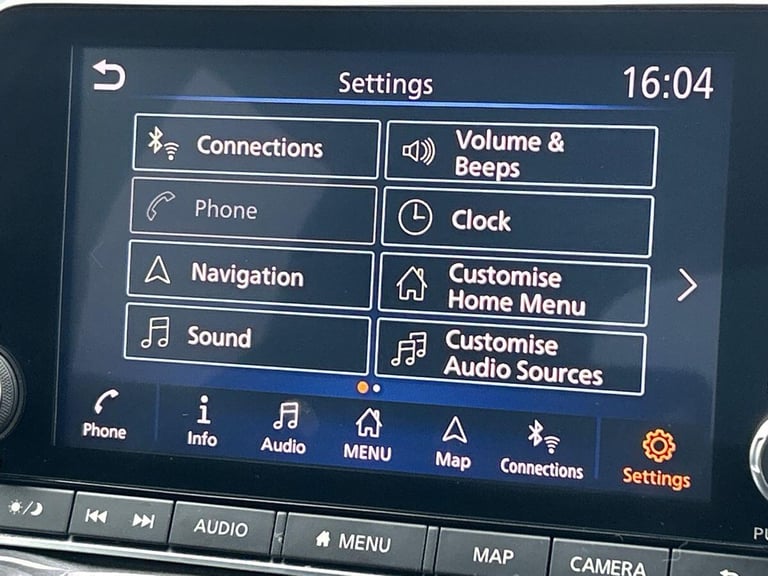 Settings
16:04
Connections
Volume &
Beeps
Phone
Clock
Navigation
Customise
Home Menu
Sound
Customise
Audio Sources
Phone
Info
Audio
MENU
Map
Connections
Settings
AUDIO
MENU
MAP
CAMERA